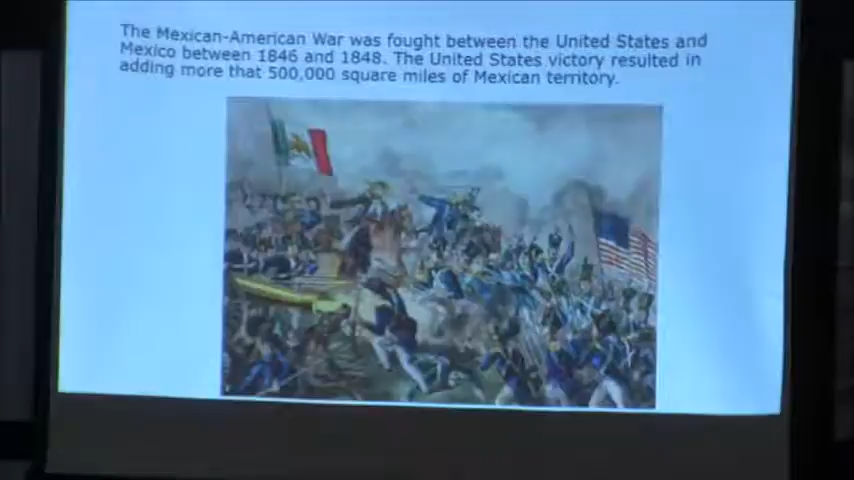 The Mexican-American War was fought between the United States and
Mexico between 1846 and 1848. The United States victory resulted in
adding more that 500,000 square miles of Mexican territory.